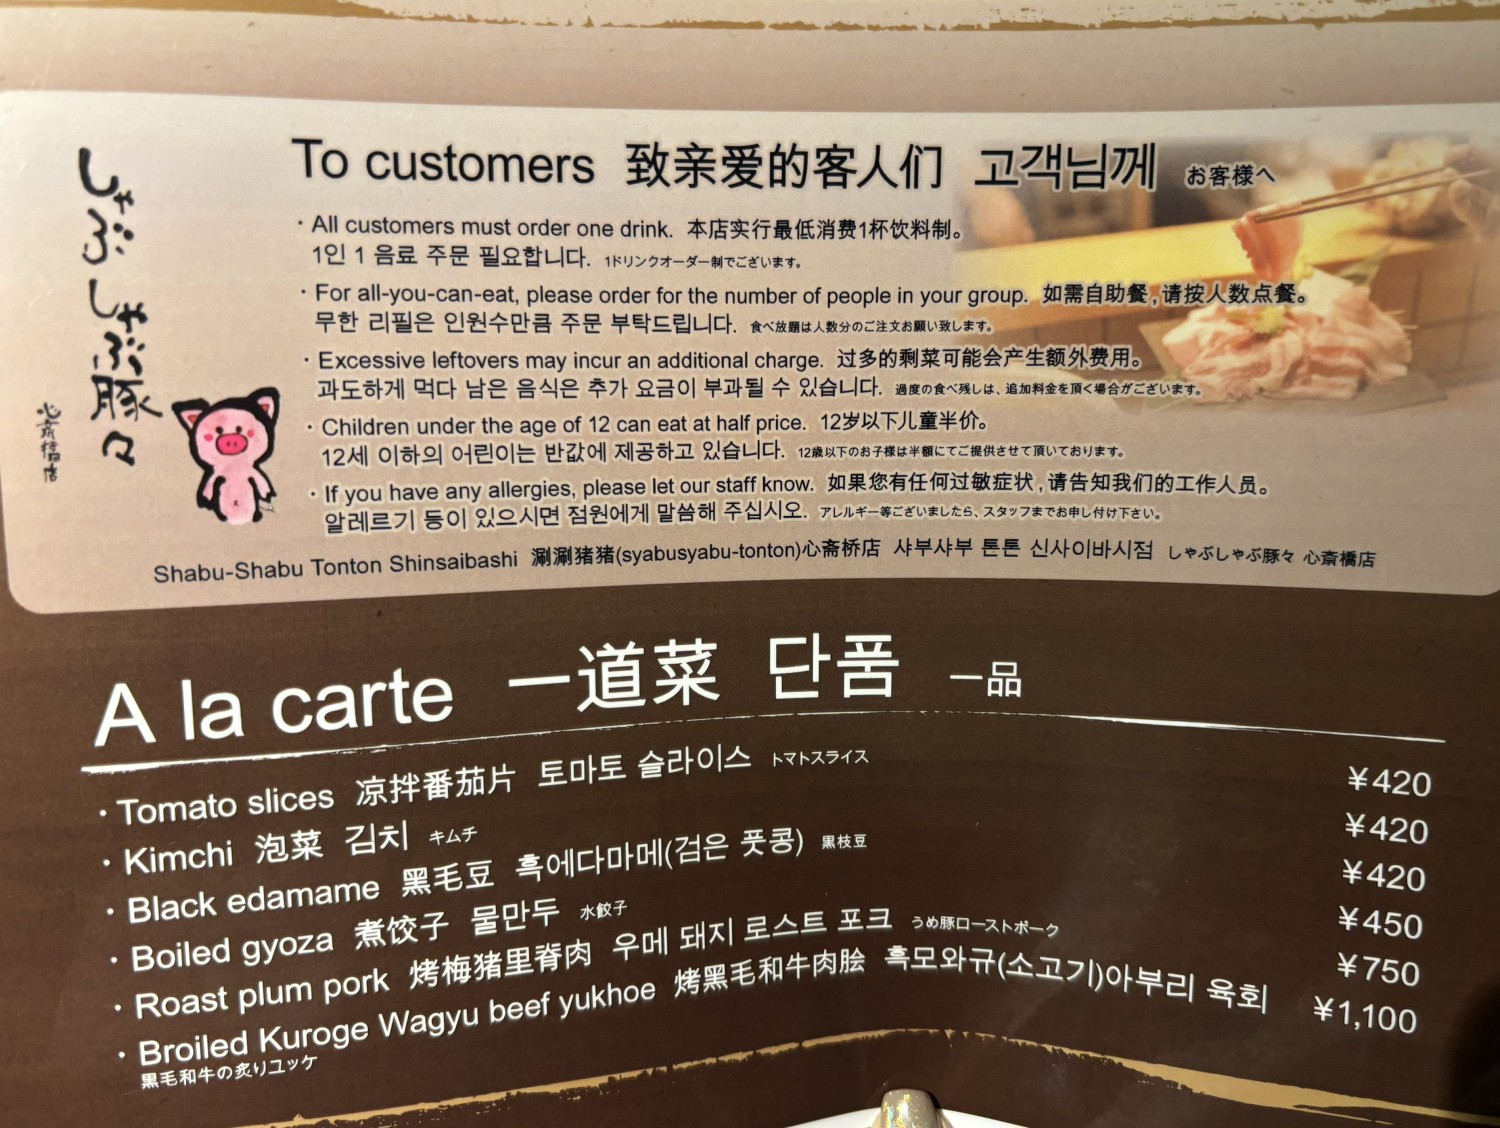 しゃぶしゃぶ豚々
心斎橋店
To customers 致亲爱的客人们 고객님께 お客様へ
・All customers must order one drink. 本店实行最低消费1杯饮料制。
1인 1 음료 주문 필요합니다. 1ドリンクオーダー制でございます。
・For all-you-can-eat, please order for the number of people in your group. 如需自助餐,请按人数点餐。
무한 리필은 인원수만큼 주문 부탁드립니다. 食べ放題は人数分のご注文お願い致します。
・Excessive leftovers may incur an additional charge. 过多的剩菜可能会产生额外费用。
과도하게 먹다 남은 음식은 추가 요금이 부과될 수 있습니다. 過度の食べ残しは、追加料金を頂く場合がございます。
・Children under the age of 12 can eat at half price. 12岁以下儿童半价。
12세 이하의 어린이는 반값에 제공하고 있습니다. 12歳以下のお子様は半額にてご提供させて頂いております。
・If you have any allergies, please let our staff know. 如果您有任何过敏症状,请告知我们的工作人员。
알레르기 등이 있으시면 점원에게 말씀해 주십시오. アレルギー等ございましたら、スタッフまでお申し付け下さい。
Shabu-Shabu Tonton Shinsaibashi 涮涮猪猪(syabusyabu-tonton)心斋桥店 샤부샤부 톤톤 신사이바시점 しゃぶしゃぶ豚々 心斎橋店
A la carte 一道菜 단품 一品
・Tomato slices 凉拌番茄片 토마토 슬라이스 トマトスライス ¥420
・Kimchi 泡菜 김치 キムチ ¥420
・Black edamame 黑毛豆 흑에다마메(검은 풋콩) 黒枝豆 ¥420
・Boiled gyoza 煮饺子 물만두 水餃子 ¥450
・Roast plum pork 烤梅猪里脊肉 우메 돼지 로스트 포크 うめ豚ローストポーク ¥750
・Broiled Kuroge Wagyu beef yukhoe 烤黑毛和牛肉脍 흑모와규(소고기)아부리 육회 ¥1,100
黒毛和牛の炙りユッケ